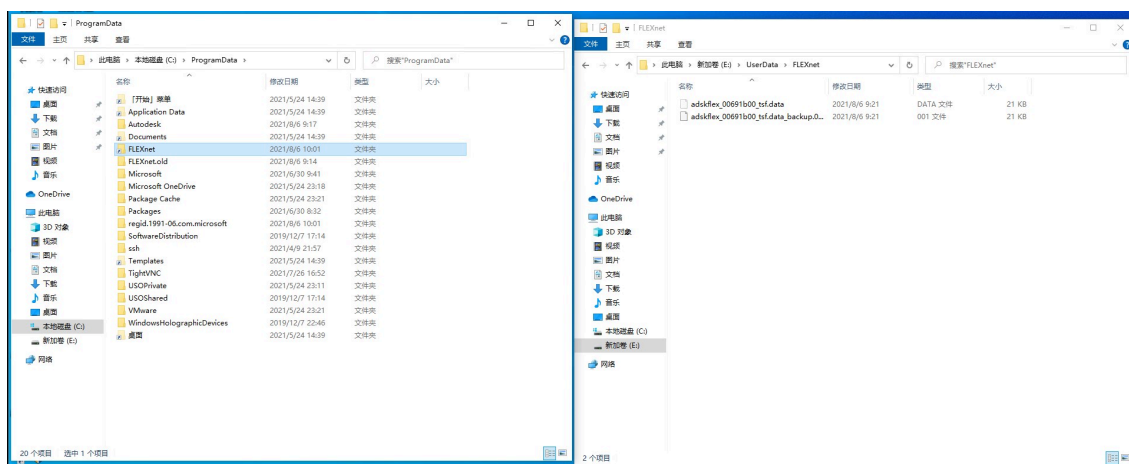 ProgramData
文件 主页 共享 查看
此电脑 › 本地磁盘 (C:) › ProgramData ›
搜索"ProgramData"
名称 修改日期 类型 大小
快速访问
桌面
下载
文档
图片
视频
音乐
OneDrive
此电脑
3D 对象
视频
图片
文档
下载
音乐
桌面
本地磁盘 (C:)
新加卷 (E:)
网络
「开始」菜单 2021/5/24 14:39 文件夹
Application Data 2021/5/24 14:39 文件夹
Autodesk 2021/8/6 9:17 文件夹
Documents 2021/5/24 14:39 文件夹
FLEXnet 2021/8/6 10:01 文件夹
FLEXnet.old 2021/8/6 9:14 文件夹
Microsoft 2021/6/30 9:41 文件夹
Microsoft OneDrive 2021/5/24 23:18 文件夹
Package Cache 2021/5/24 23:21 文件夹
Packages 2021/6/30 8:32 文件夹
regid.1991-06.com.microsoft 2021/8/6 10:01 文件夹
SoftwareDistribution 2019/12/7 17:14 文件夹
ssh 2021/4/9 21:57 文件夹
Templates 2021/5/24 14:39 文件夹
TightVNC 2021/7/26 16:52 文件夹
USOPrivate 2021/5/24 23:11 文件夹
USOShared 2019/12/7 17:14 文件夹
VMware 2021/5/24 23:21 文件夹
WindowsHolographicDevices 2019/12/7 22:46 文件夹
桌面 2021/5/24 14:39 文件夹
20 个项目 选中 1 个项目
FLEXnet
文件 主页 共享 查看
此电脑 › 新加卷 (E:) › UserData › FLEXnet
搜索"FLEXnet"
名称 修改日期 类型 大小
快速访问
桌面
下载
文档
图片
视频
音乐
OneDrive
此电脑
3D 对象
视频
图片
文档
下载
音乐
桌面
本地磁盘 (C:)
新加卷 (E:)
网络
adskflex_00691b00_tsf.data 2021/8/6 9:21 DATA 文件 21 KB
adskflex_00691b00_tsf.data_backup.0... 2021/8/6 9:21 001 文件 21 KB
2 个项目